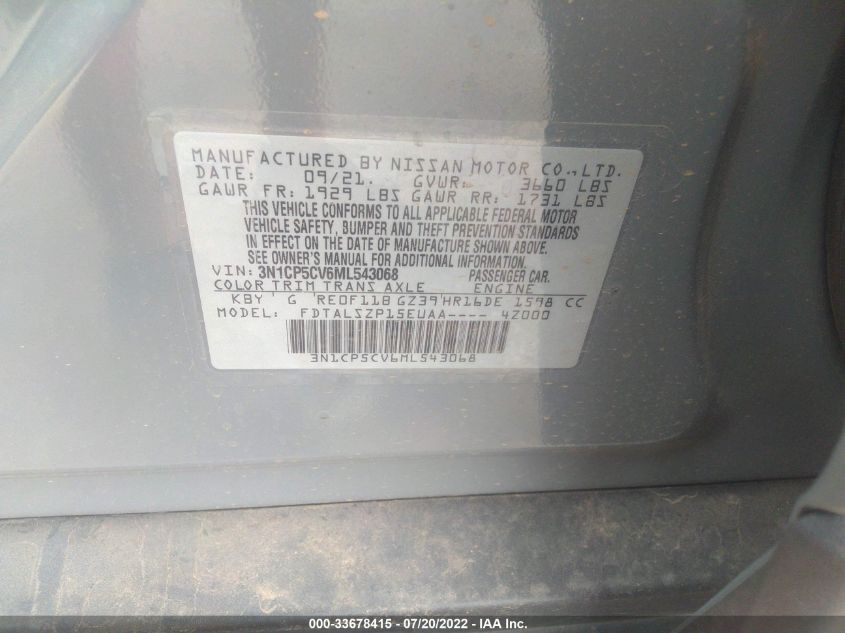 MANUFACTURED BY NISSAN MOTOR CO., LTD.
DATE: 09/21. GVWR: 3660 LBS
GAWR FR: 1929 LBS GAWR RR: 1731 LBS
THIS VEHICLE CONFORMS TO ALL APPLICABLE FEDERAL MOTOR
VEHICLE SAFETY, BUMPER AND THEFT PREVENTION STANDARDS
IN EFFECT ON THE DATE OF MANUFACTURE SHOWN ABOVE.
SEE OWNER'S MANUAL FOR ADDITIONAL INFORMATION.
VIN: 3N1CP5CV6ML543068 PASSENGER CAR.
COLOR TRIM TRANS AXLE ENGINE
KBY G RE0F11B GZ39 HR16DE 1598 CC
MODEL: FDTALSZP15EUAA---- 4Z000
3N1CP5CV6ML543068
000-33678415 - 07/20/2022 - IAA Inc.